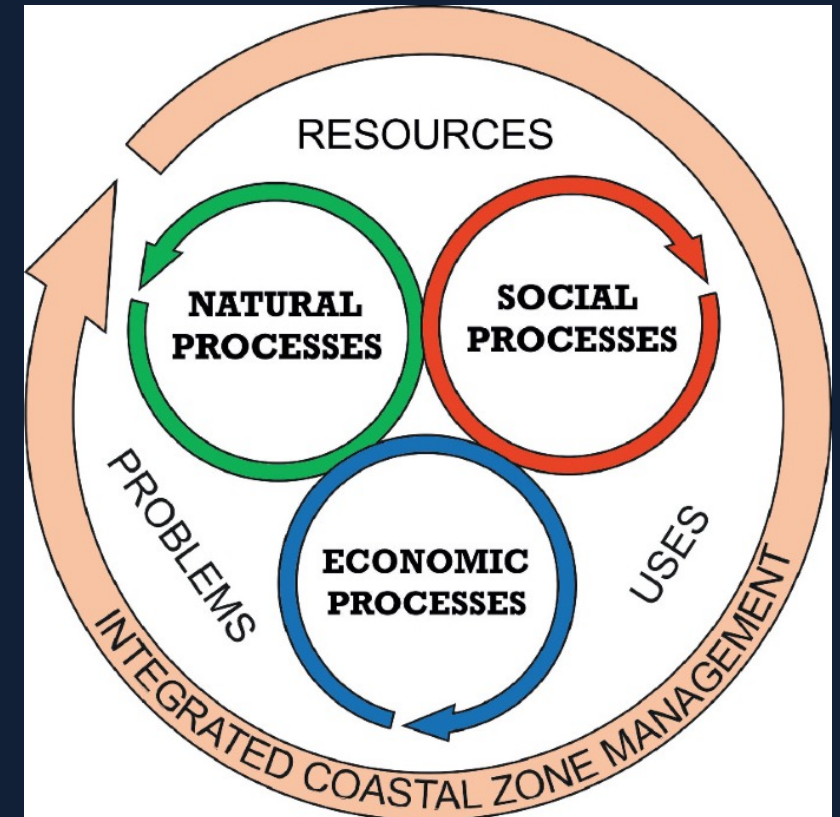 RESOURCES
NATURAL
PROCESSES
SOCIAL
PROCESSES
PROBLEMS
USES
ECONOMIC
PROCESSES
INTEGRATED COASTAL ZONE MANAGEMENT